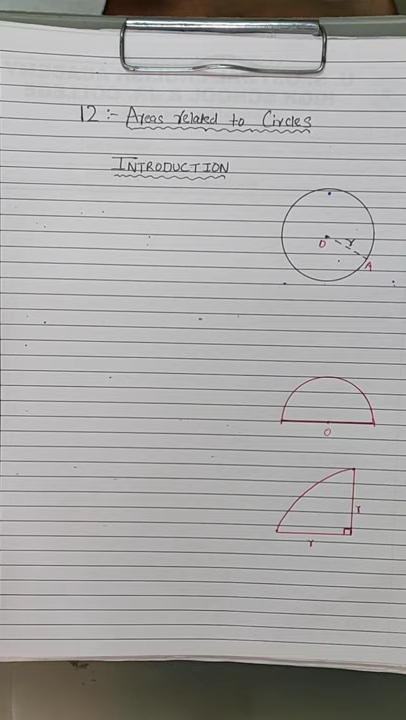 12 :- Areas related to Circles
INTRODUCTION
O
r
A
O
r
r